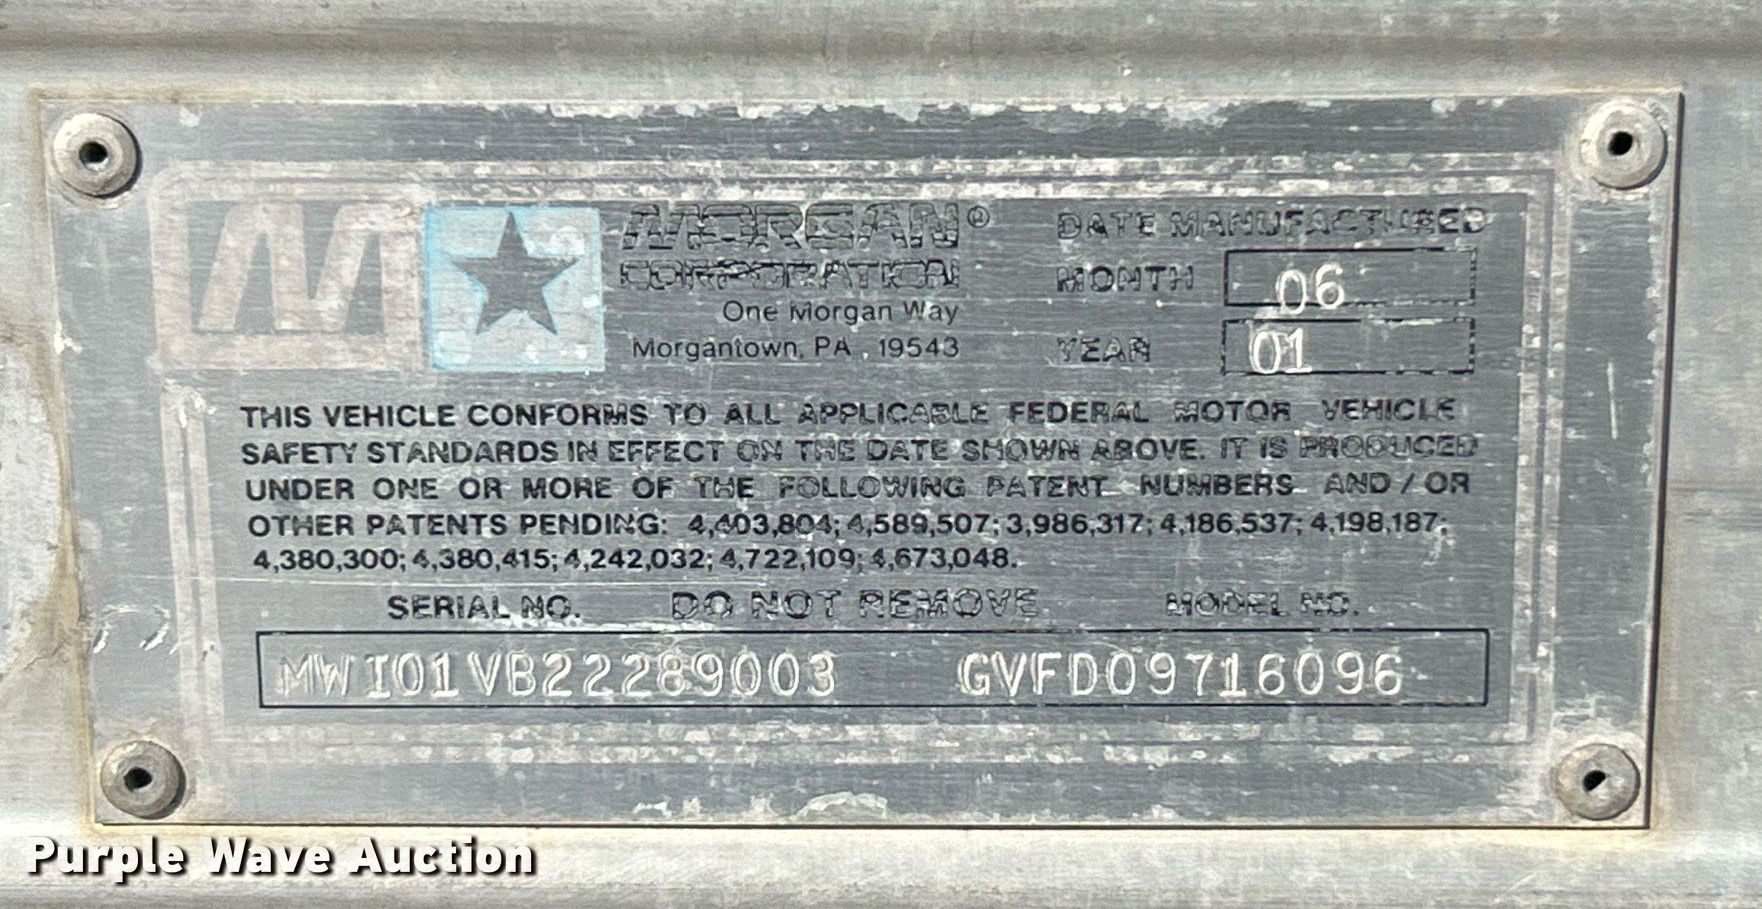 M
MORGAN®
CORPORATION
One Morgan Way
Morgantown, PA. 19543
DATE MANUFACTURED
MONTH 06
YEAR 01
THIS VEHICLE CONFORMS TO ALL APPLICABLE FEDERAL MOTOR VEHICLE
SAFETY STANDARDS IN EFFECT ON THE DATE SHOWN ABOVE. IT IS PRODUCED
UNDER ONE OR MORE OF THE FOLLOWING PATENT NUMBERS AND / OR
OTHER PATENTS PENDING: 4,403,804; 4,589,507; 3,986,317; 4,186,537; 4,198,187;
4,380,300; 4,380,415; 4,242,032; 4,722,109; 4,673,048.
SERIAL NO. DO NOT REMOVE MODEL NO.
MWI01VB22289003 GVFD09716096
Purple Wave Auction